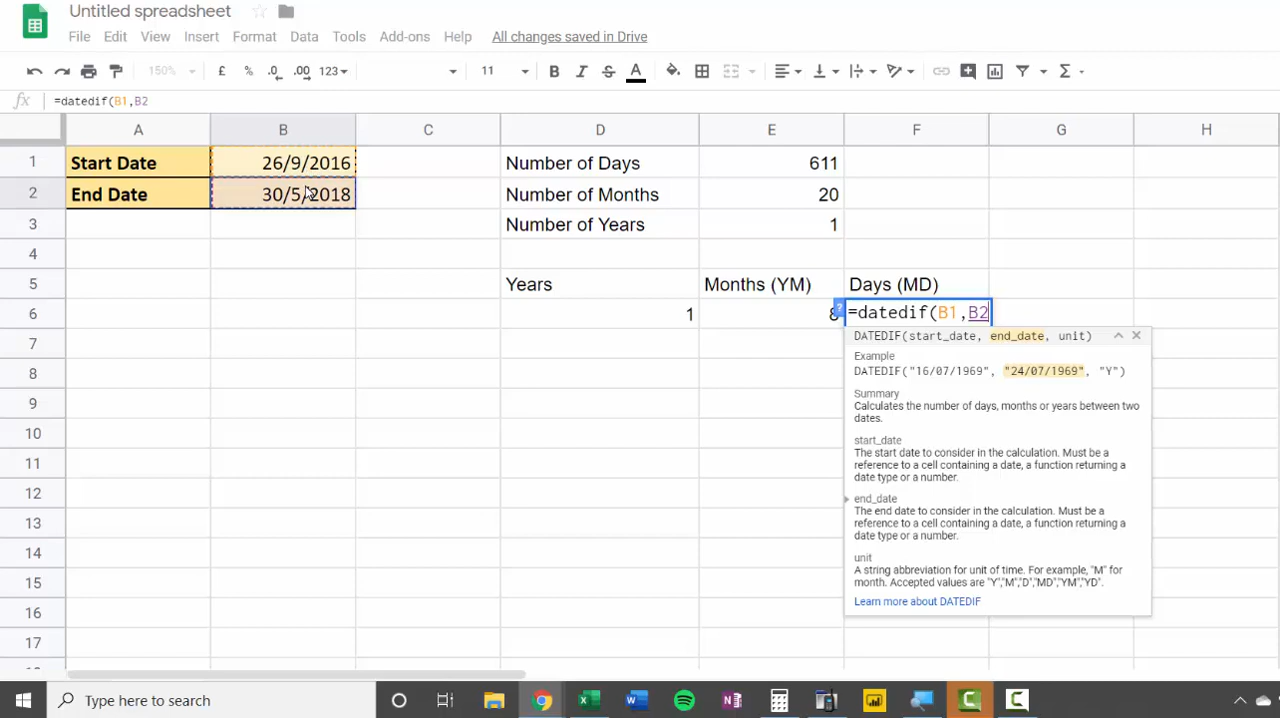 Untitled spreadsheet
File Edit View Insert Format Data Tools Add-ons Help All changes saved in Drive
150% £ % .0 .00 123 11 B I S A
fx =datedif(B1,B2
A B C D E F G H
1 Start Date 26/9/2016 Number of Days 611
2 End Date 30/5/2018 Number of Months 20
3 Number of Years 1
4
5 Years Months (YM) Days (MD)
6 1 8 ? =datedif(B1,B2
7 DATEDIF(start_date, end_date, unit)
Example
8 DATEDIF("16/07/1969", "24/07/1969", "Y")
Summary
9 Calculates the number of days, months or years between two
dates.
10 start_date
11 The start date to consider in the calculation. Must be a
reference to a cell containing a date, a function returning a
date type or a number.
12 end_date
13 The end date to consider in the calculation. Must be a
reference to a cell containing a date, a function returning a
date type or a number.
14 unit
15 A string abbreviation for unit of time. For example, "M" for
month. Accepted values are "Y","M","D","MD","YM","YD".
Learn more about DATEDIF
16
17
Type here to search